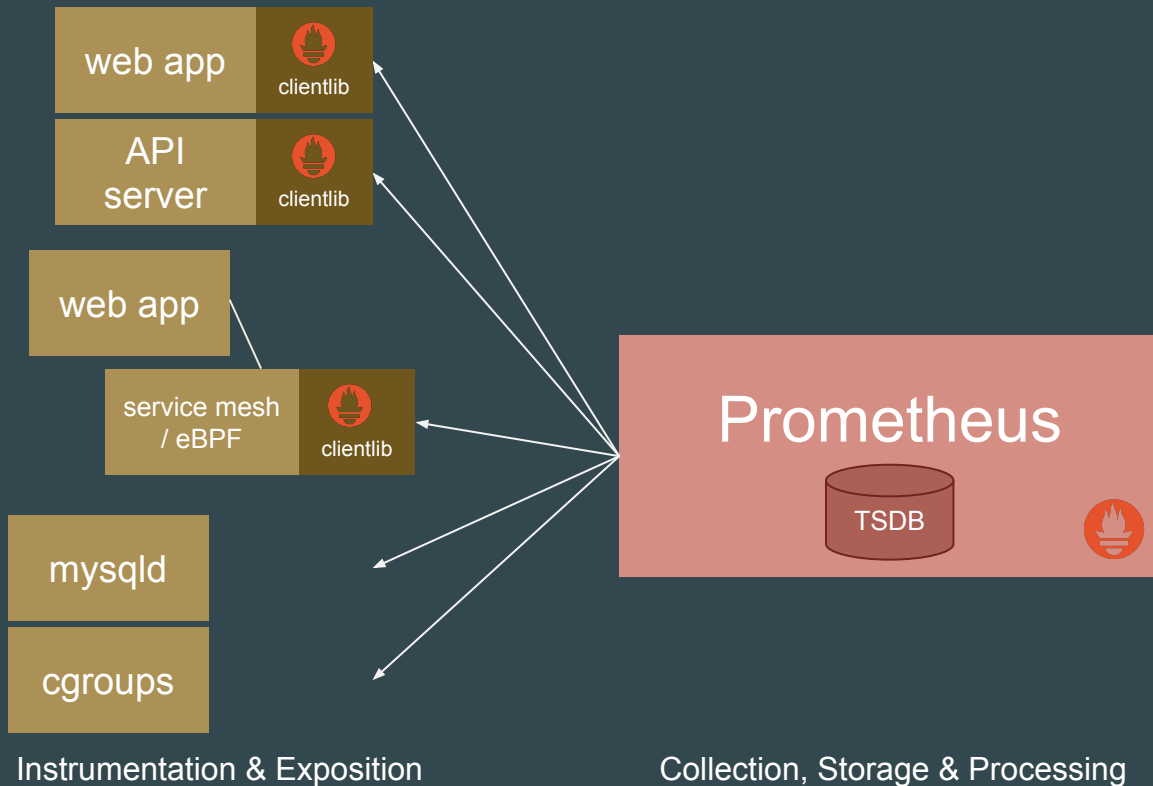 web app
clientlib
API
server
clientlib
web app
service mesh
/ eBPF
clientlib
Prometheus
TSDB
mysqld
cgroups
Instrumentation & Exposition
Collection, Storage & Processing